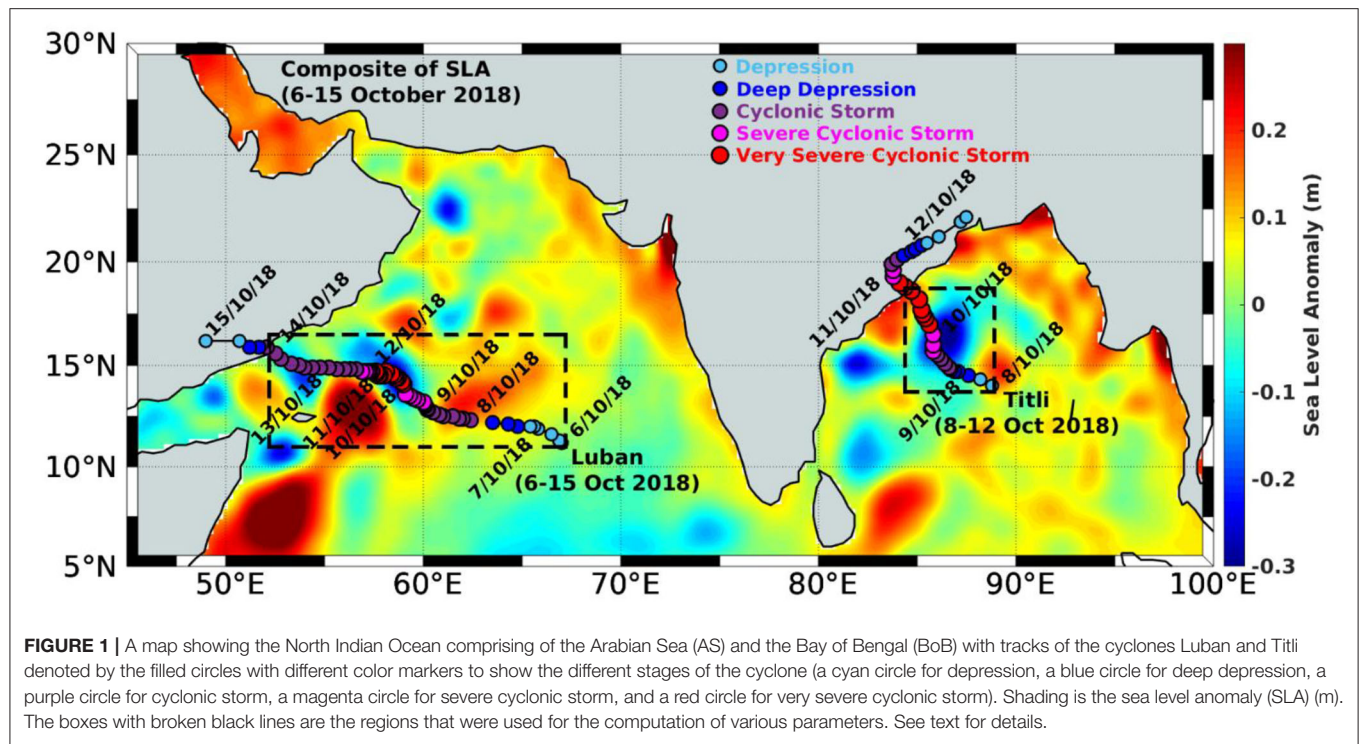 30°N
25°N
20°N
15°N
10°N
5°N
Composite of SLA
(6-15 October 2018)
Depression
Deep Depression
Cyclonic Storm
Severe Cyclonic Storm
Very Severe Cyclonic Storm
15/10/18
14/10/18
13/10/18
12/10/18
11/10/18
10/10/18
9/10/18
8/10/18
7/10/18
6/10/18
Luban
(6-15 Oct 2018)
12/10/18
11/10/18
10/10/18
9/10/18
8/10/18
Titli
(8-12 Oct 2018)
50°E
60°E
70°E
80°E
90°E
100°E
0.2
0.1
0
-0.1
-0.2
-0.3
Sea Level Anomaly (m)
FIGURE 1 | A map showing the North Indian Ocean comprising of the Arabian Sea (AS) and the Bay of Bengal (BoB) with tracks of the cyclones Luban and Titli
denoted by the filled circles with different color markers to show the different stages of the cyclone (a cyan circle for depression, a blue circle for deep depression, a
purple circle for cyclonic storm, a magenta circle for severe cyclonic storm, and a red circle for very severe cyclonic storm). Shading is the sea level anomaly (SLA) (m).
The boxes with broken black lines are the regions that were used for the computation of various parameters. See text for details.